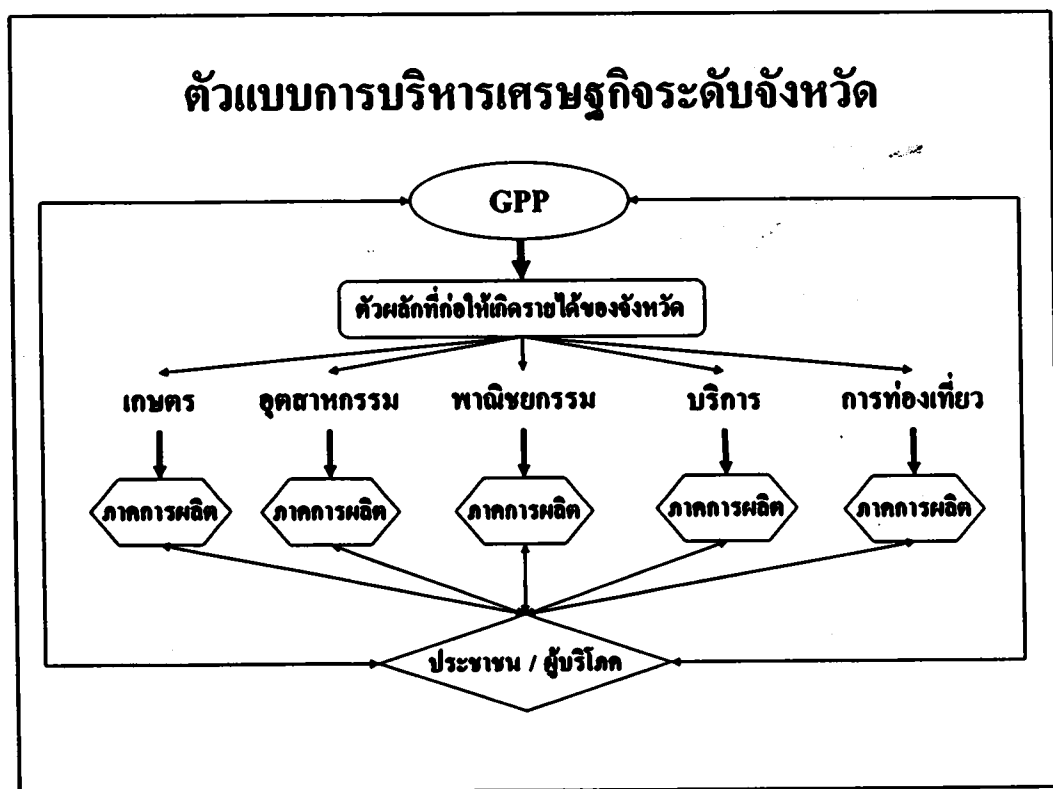 ตัวแบบการบริหารเศรษฐกิจระดับจังหวัด
GPP
ตัวผลักที่ก่อให้เกิดรายได้ของจังหวัด
เกษตร อุตสาหกรรม พาณิชยกรรม บริการ การท่องเที่ยว
ภาคการผลิต ภาคการผลิต ภาคการผลิต ภาคการผลิต ภาคการผลิต
ประชาชน / ผู้บริโภค